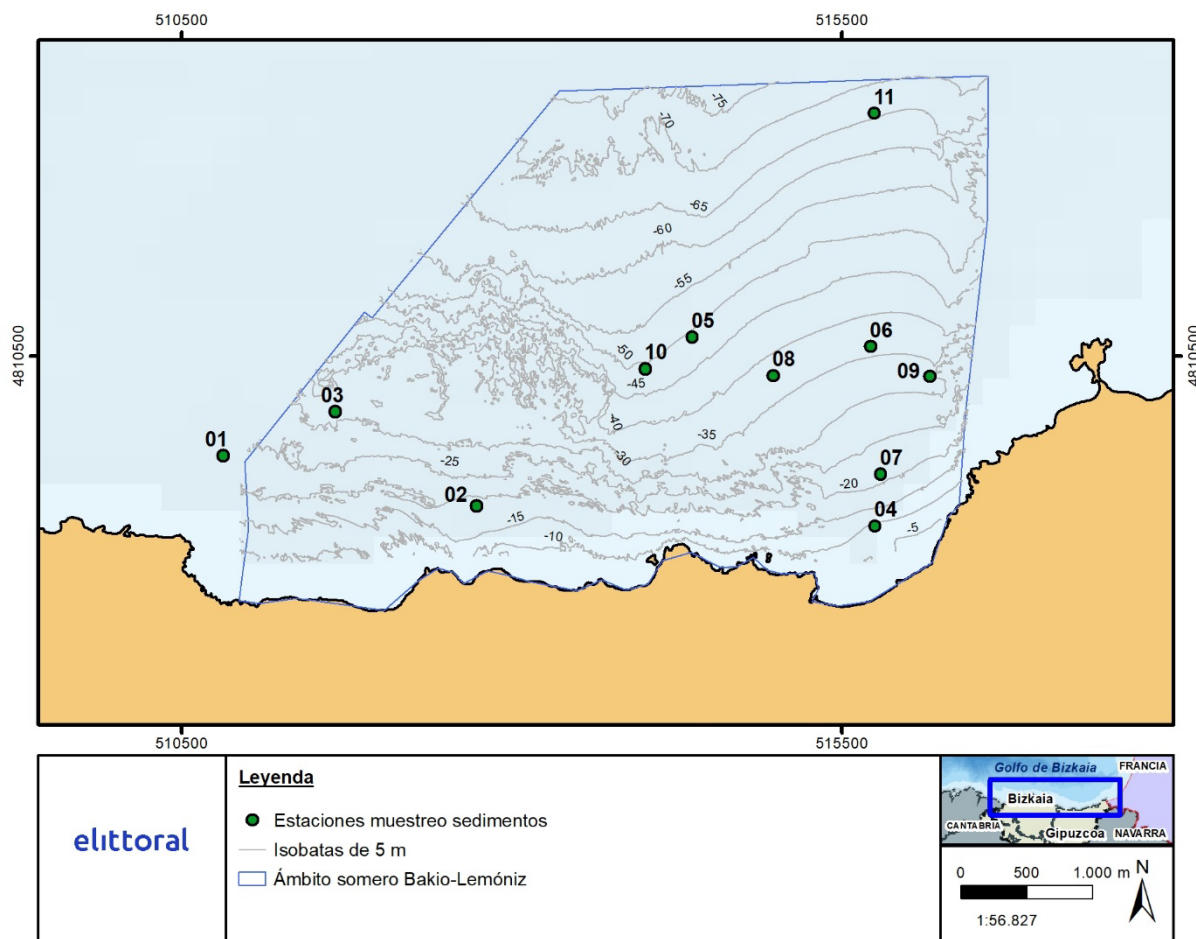 510500
515500
11
-75
-70
-65
-60
-55
05
10
-50
06
4810500
4810500
08
09
-45
03
-40
-35
01
-30
-25
07
-20
02
04
-15
-5
-10
510500
515500
Leyenda
Estaciones muestreo sedimentos
Isobatas de 5 m
Ámbito somero Bakio-Lemóniz
elittoral
Golfo de Bizkaia
FRANCIA
Bizkaia
CANTABRIA
Gipuzcoa
NAVARRA
0 500 1.000 m
N
1:56.827